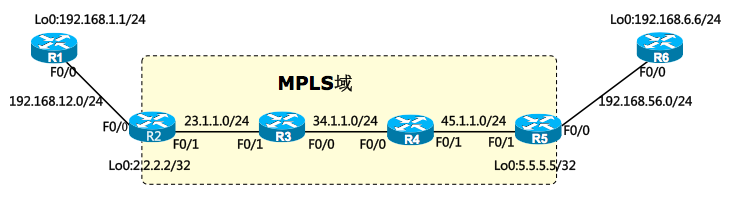 Lo0:192.168.1.1/24
Lo0:192.168.6.6/24
R1
R6
F0/0
F0/0
MPLS域
192.168.12.0/24
192.168.56.0/24
23.1.1.0/24
34.1.1.0/24
45.1.1.0/24
F0/0
R2
R3
R4
R5
F0/0
F0/1
F0/1
F0/0
F0/0
F0/1
F0/1
Lo0:2.2.2.2/32
Lo0:5.5.5.5/32